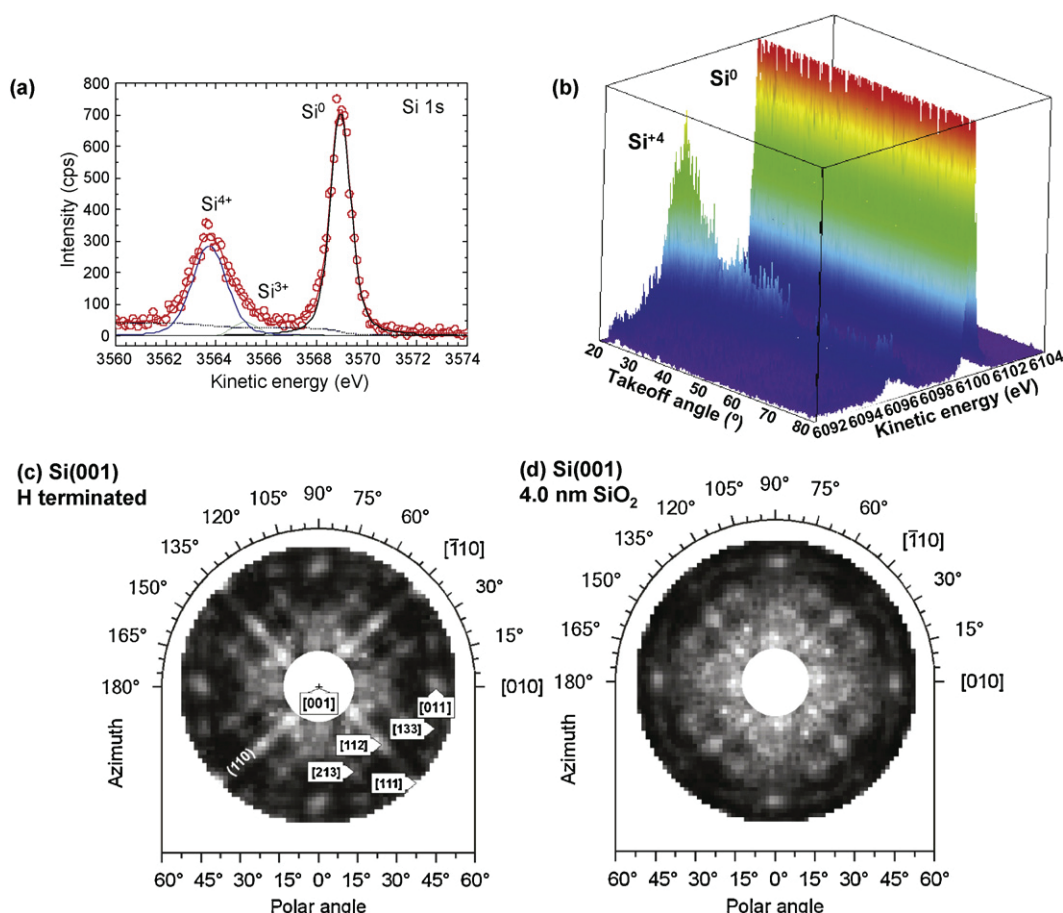 (a)
Si 1s
Si⁰
Si⁴⁺
Si³⁺
Intensity (cps)
800
700
600
500
400
300
200
100
0
3560 3562 3564 3566 3568 3570 3572 3574
Kinetic energy (eV)
(b)
Si⁰
Si⁺⁴
20 30 40 50 60 70 80
Takeoff angle (°)
6092 6094 6096 6098 6100 6102 6104
Kinetic energy (eV)
(c) Si(001)
H terminated
180° 165° 150° 135° 120° 105° 90° 75° 60° [1̅10] 30° 15° [010]
[001]
[011]
[133]
[112]
[213]
[111]
(110)
Azimuth
60° 45° 30° 15° 0° 15° 30° 45° 60°
Polar angle
(d) Si(001)
4.0 nm SiO₂
180° 165° 150° 135° 120° 105° 90° 75° 60° [1̅10] 30° 15° [010]
Azimuth
60° 45° 30° 15° 0° 15° 30° 45° 60°
Polar angle